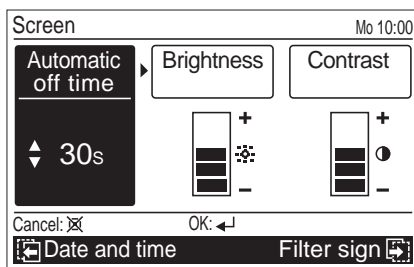 Screen Mo 10:00
Automatic off time
Brightness
Contrast
30s
+ +
− −
Cancel: OK:
Date and time Filter sign